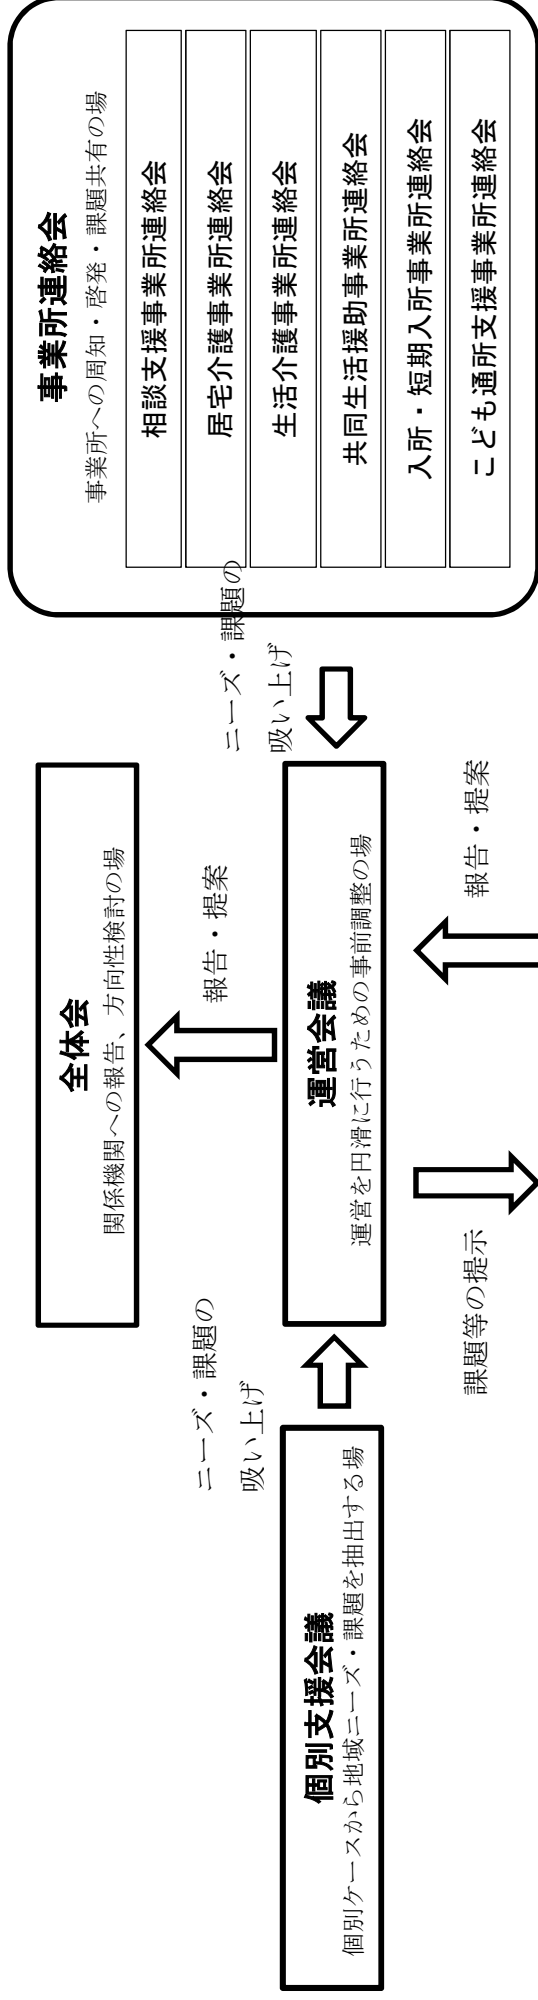 全体会
関係機関への報告、方向性検討の場
報告・提案
ニーズ・課題の
吸い上げ
個別支援会議
個別ケースから地域ニーズ・課題を抽出する場
運営会議
運営を円滑に行うための事前調整の場
ニーズ・課題の
吸い上げ
課題等の提示
報告・提案
事業所連絡会
事業所への周知・啓発・課題共有の場
相談支援事業所連絡会
居宅介護事業所連絡会
生活介護事業所連絡会
共同生活援助事業所連絡会
入所・短期入所事業所連絡会
こども通所支援事業所連絡会